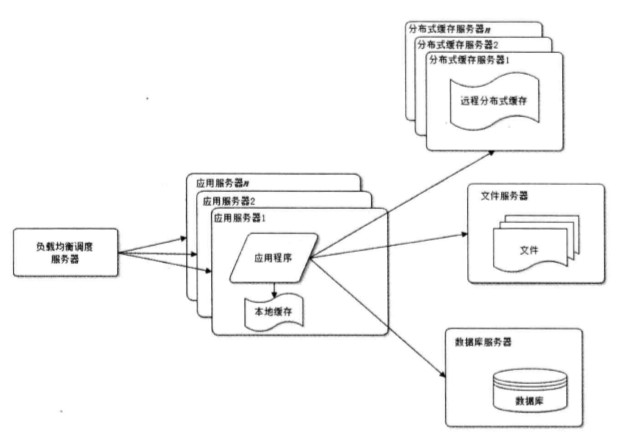 分布式缓存服务器n
分布式缓存服务器2
分布式缓存服务器1
远程分布式缓存
应用服务器n
应用服务器2
应用服务器1
应用程序
本地缓存
负载均衡调度
服务器
文件服务器
文件
数据库服务器
数据库